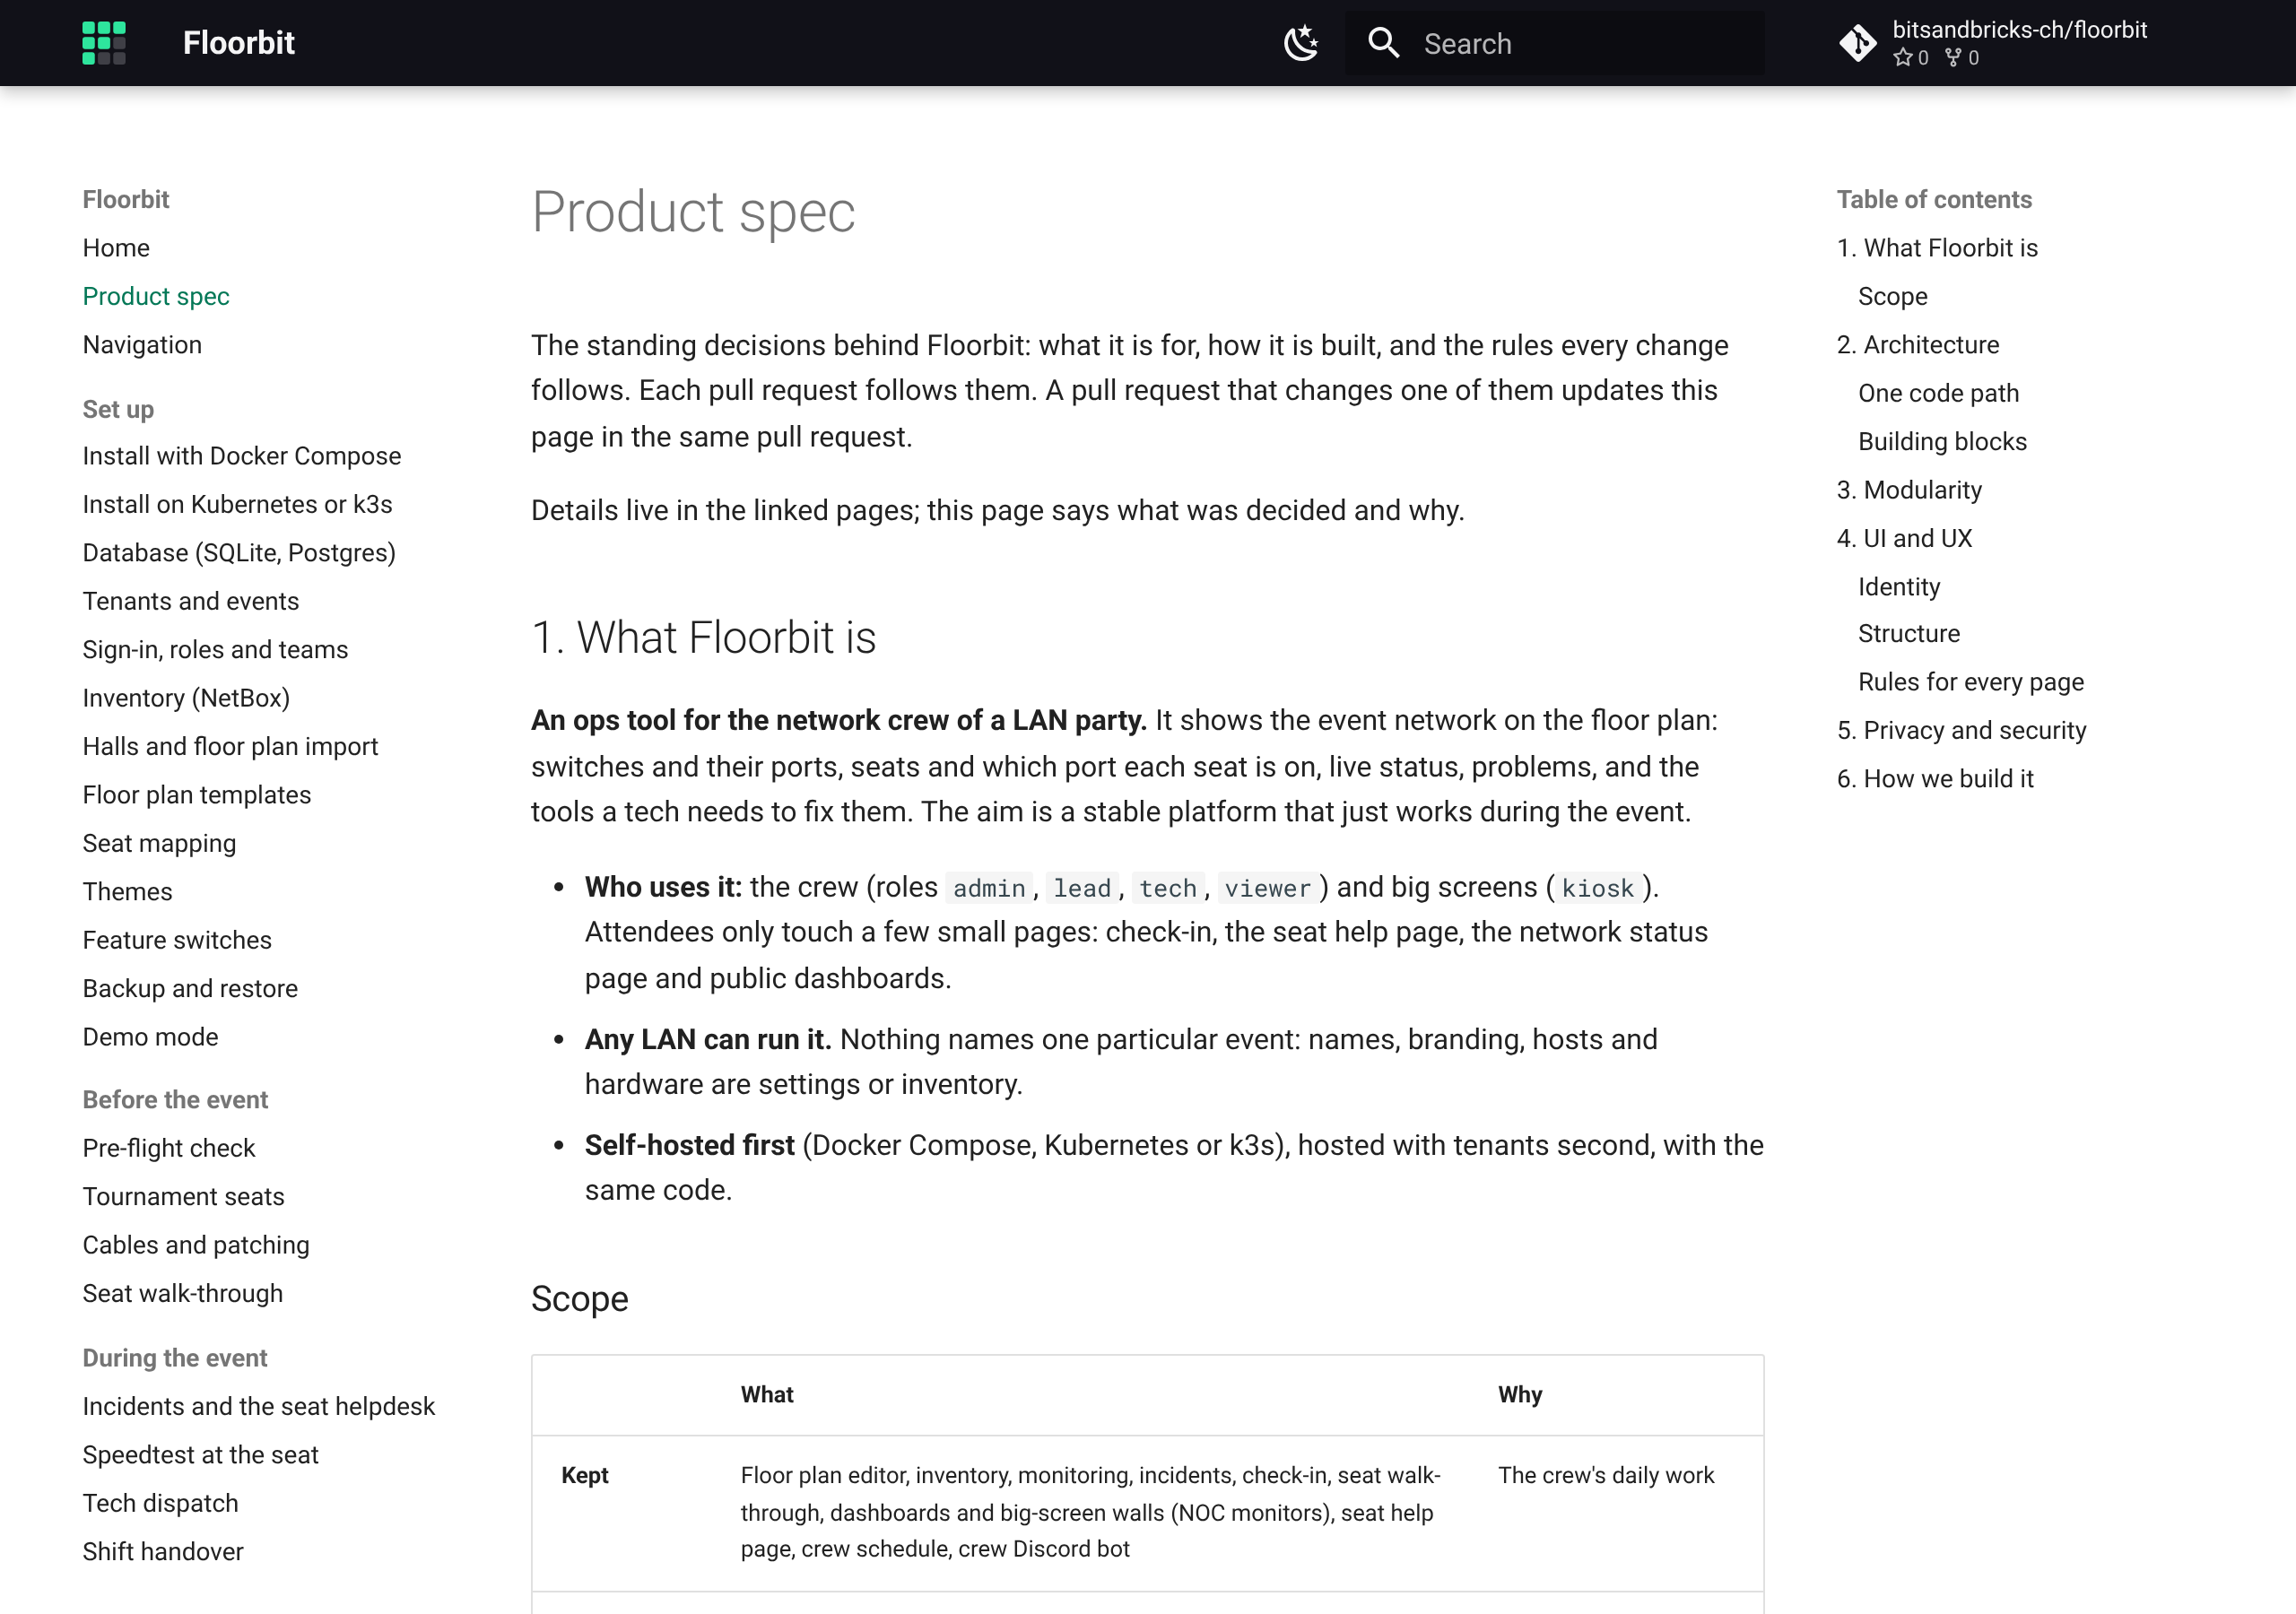 Floorbit
Search
bitsandbricks-ch/floorbit
0 0
Floorbit
Home
Product spec
Navigation
Set up
Install with Docker Compose
Install on Kubernetes or k3s
Database (SQLite, Postgres)
Tenants and events
Sign-in, roles and teams
Inventory (NetBox)
Halls and floor plan import
Floor plan templates
Seat mapping
Themes
Feature switches
Backup and restore
Demo mode
Before the event
Pre-flight check
Tournament seats
Cables and patching
Seat walk-through
During the event
Incidents and the seat helpdesk
Speedtest at the seat
Tech dispatch
Shift handover
Product spec
The standing decisions behind Floorbit: what it is for, how it is built, and the rules every change
follows. Each pull request follows them. A pull request that changes one of them updates this
page in the same pull request.
Details live in the linked pages; this page says what was decided and why.
1. What Floorbit is
An ops tool for the network crew of a LAN party. It shows the event network on the floor plan:
switches and their ports, seats and which port each seat is on, live status, problems, and the
tools a tech needs to fix them. The aim is a stable platform that just works during the event.
• Who uses it: the crew (roles admin, lead, tech, viewer) and big screens (kiosk).
Attendees only touch a few small pages: check-in, the seat help page, the network status
page and public dashboards.
• Any LAN can run it. Nothing names one particular event: names, branding, hosts and
hardware are settings or inventory.
• Self-hosted first (Docker Compose, Kubernetes or k3s), hosted with tenants second, with the
same code.
Scope
What Why
Kept Floor plan editor, inventory, monitoring, incidents, check-in, seat walk- The crew's daily work
through, dashboards and big-screen walls (NOC monitors), seat help
page, crew schedule, crew Discord bot
Table of contents
1. What Floorbit is
Scope
2. Architecture
One code path
Building blocks
3. Modularity
4. UI and UX
Identity
Structure
Rules for every page
5. Privacy and security
6. How we build it